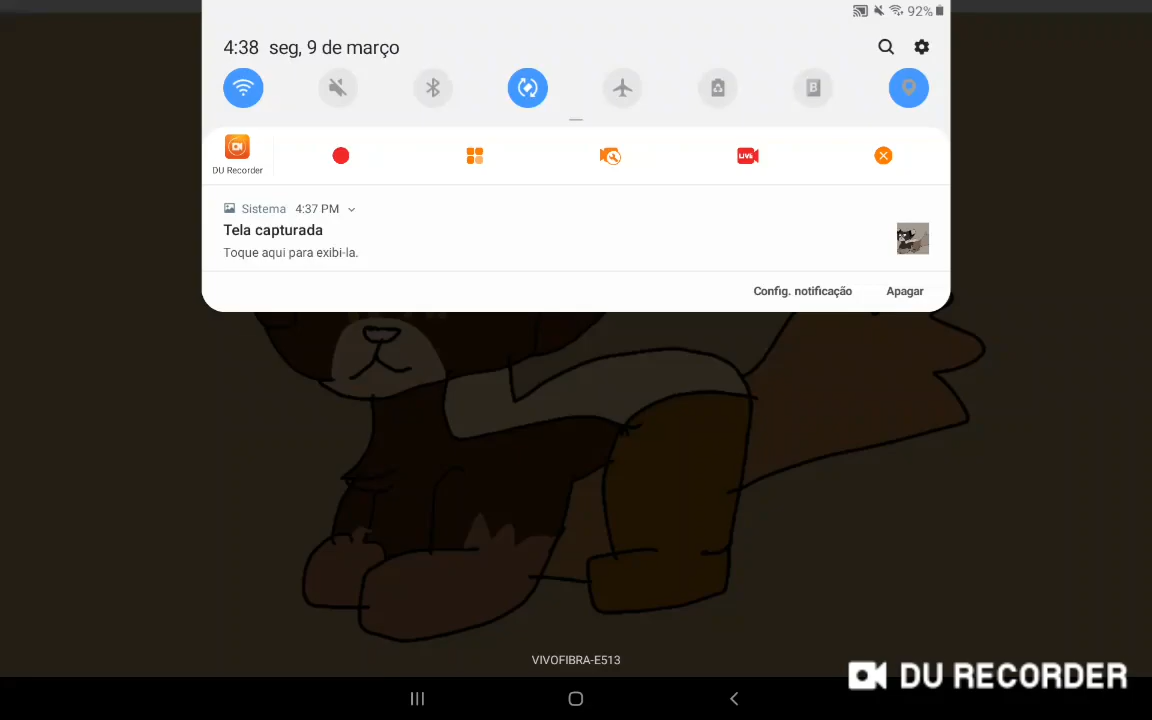 92%
4:38 seg, 9 de março
DU Recorder
LIVE
Sistema 4:37 PM
Tela capturada
Toque aqui para exibi-la.
Config. notificação Apagar
VIVOFIBRA-E513
DU RECORDER